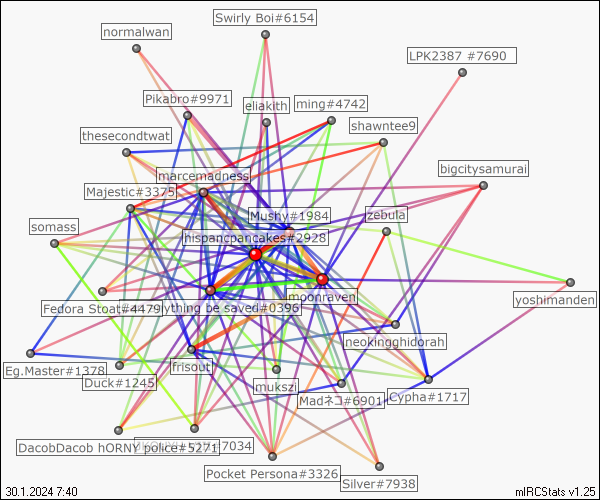 Swirly Boi#6154
normalwan
LPK2387 #7690
Pikabro#9971
eliakith
ming#4742
shawntee9
thesecondtwat
bigcitysamurai
marcemadness
Majestic#3375
Mushy#1984
zebula
somass
hispancpancakes#2928
moonraven
yoshimanden
Fedora Stoat#4479
ything be saved#0396
neokingghidorah
Eg.Master#1378
frisout
Duck#1245
mukszi
Madネコ#6901
Cypha#1717
DacobDacob hORNY police#5271
7034
Pocket Persona#3326
Silver#7938
30.1.2024 7:40
mIRCStats v1.25